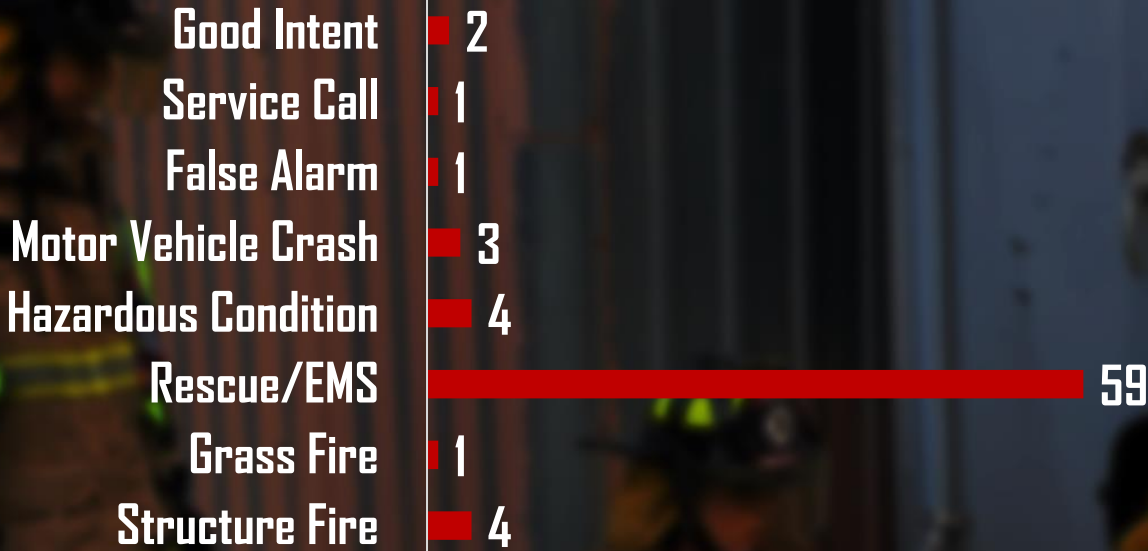 Good Intent 2
Service Call 1
False Alarm 1
Motor Vehicle Crash 3
Hazardous Condition 4
Rescue/EMS 59
Grass Fire 1
Structure Fire 4